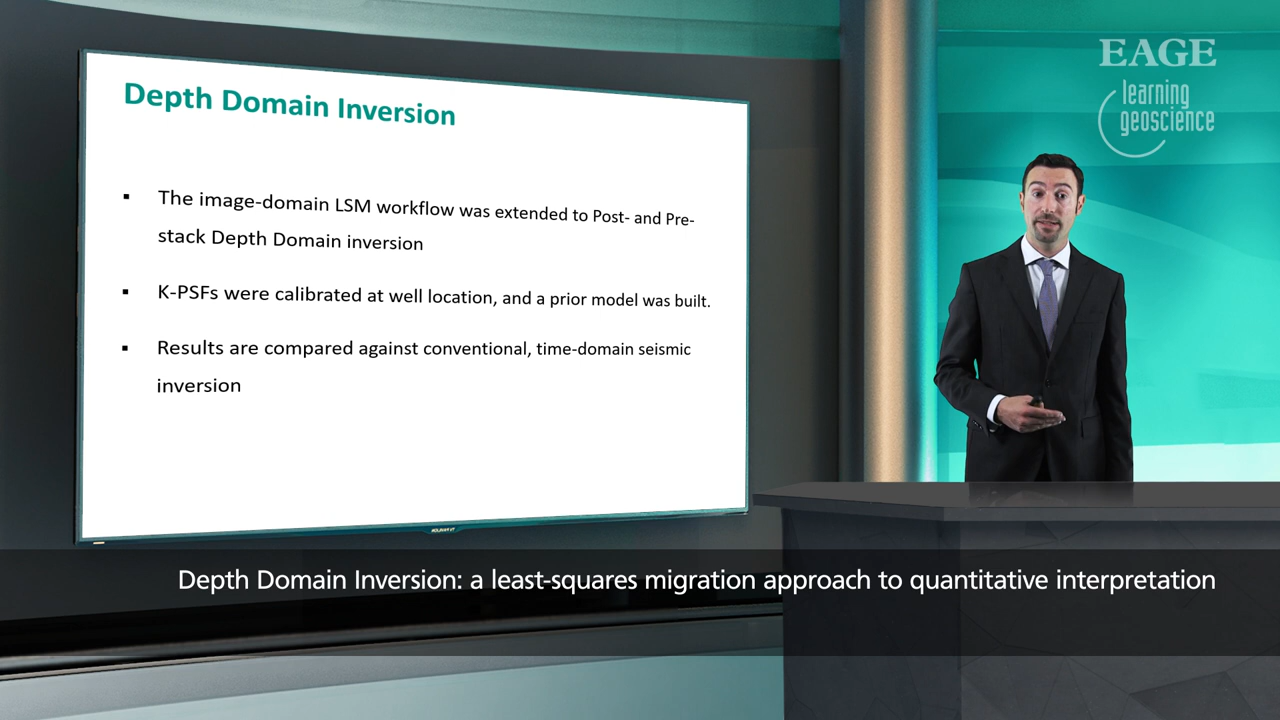 Depth Domain Inversion
▪ The image-domain LSM workflow was extended to Post- and Pre-
stack Depth Domain inversion
▪ K-PSFs were calibrated at well location, and a prior model was built.
▪ Results are compared against conventional, time-domain seismic
inversion
EAGE
learning
geoscience
Depth Domain Inversion: a least-squares migration approach to quantitative interpretation